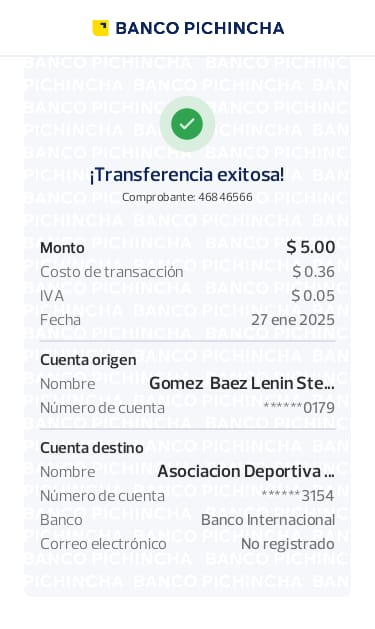 BANCO PICHINCHA
¡Transferencia exitosa!
Comprobante: 46846566
Monto $ 5.00
Costo de transacción $ 0.36
IVA $ 0.05
Fecha 27 ene 2025
Cuenta origen
Nombre Gomez Baez Lenin Ste...
Número de cuenta ******0179
Cuenta destino
Nombre Asociacion Deportiva ...
Número de cuenta ******3154
Banco Banco Internacional
Correo electrónico No registrado